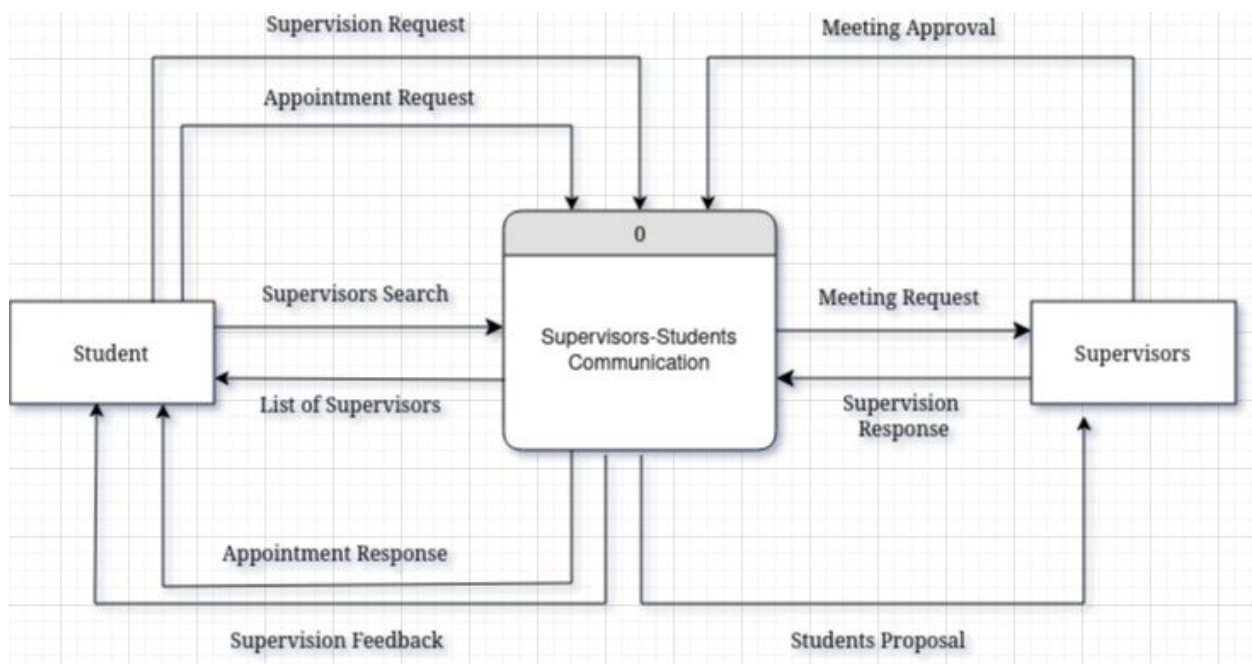 Supervision Request
Meeting Approval
Appointment Request
0
Supervisors Search
Meeting Request
Student
Supervisors-Students
Communication
Supervisors
List of Supervisors
Supervision
Response
Appointment Response
Supervision Feedback
Students Proposal